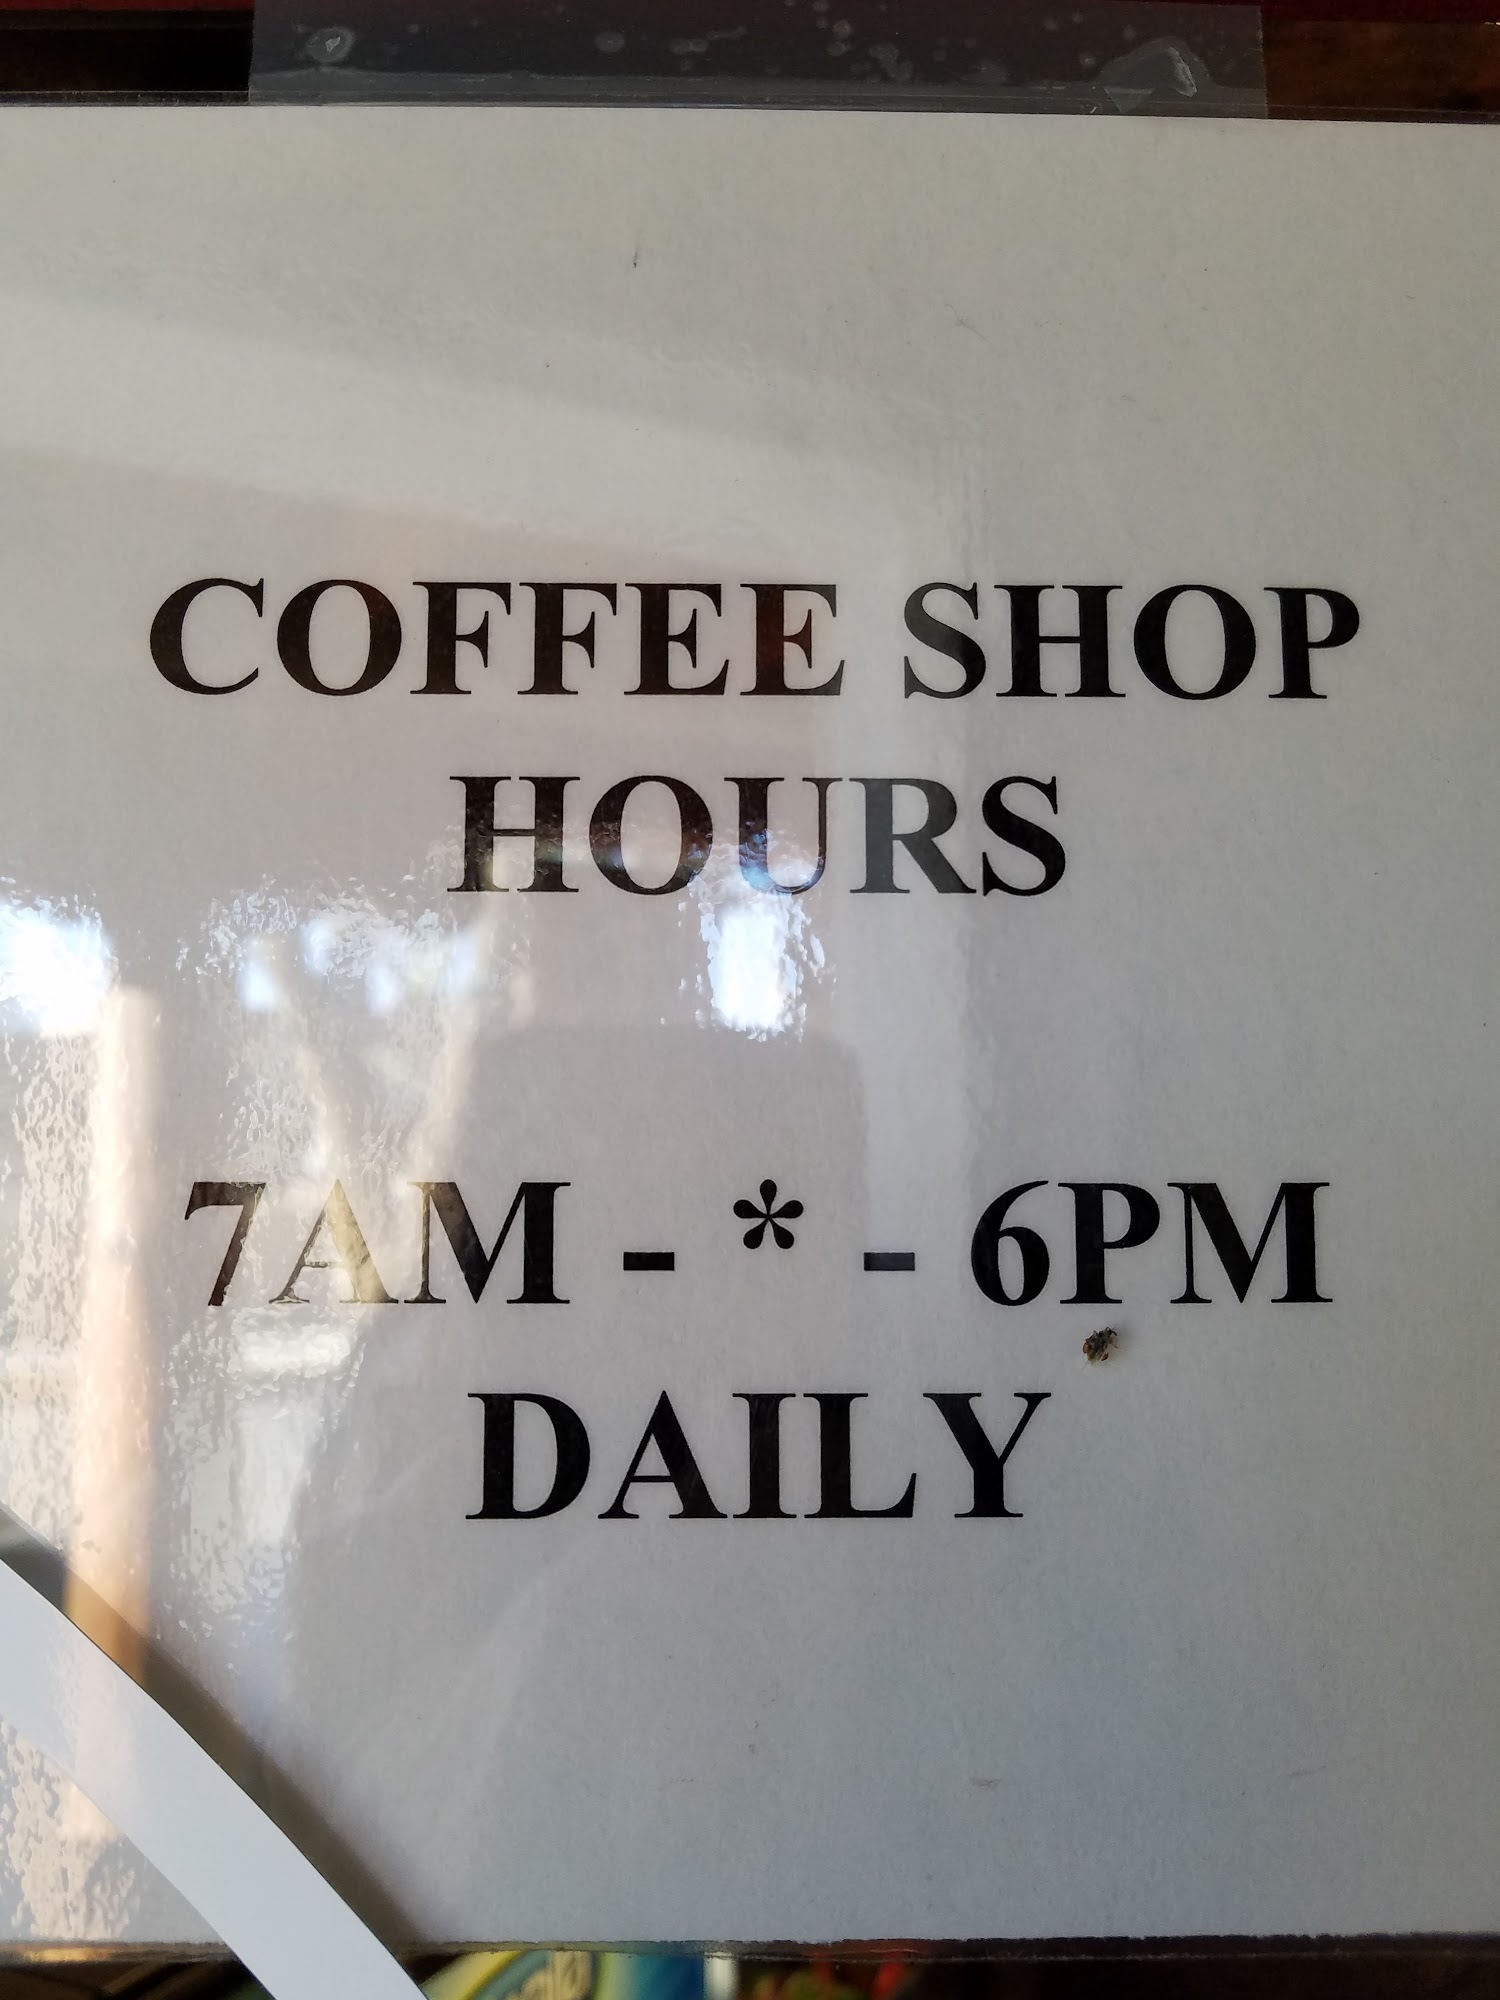 COFFEE SHOP
HOURS
7AM - * - 6PM
DAILY